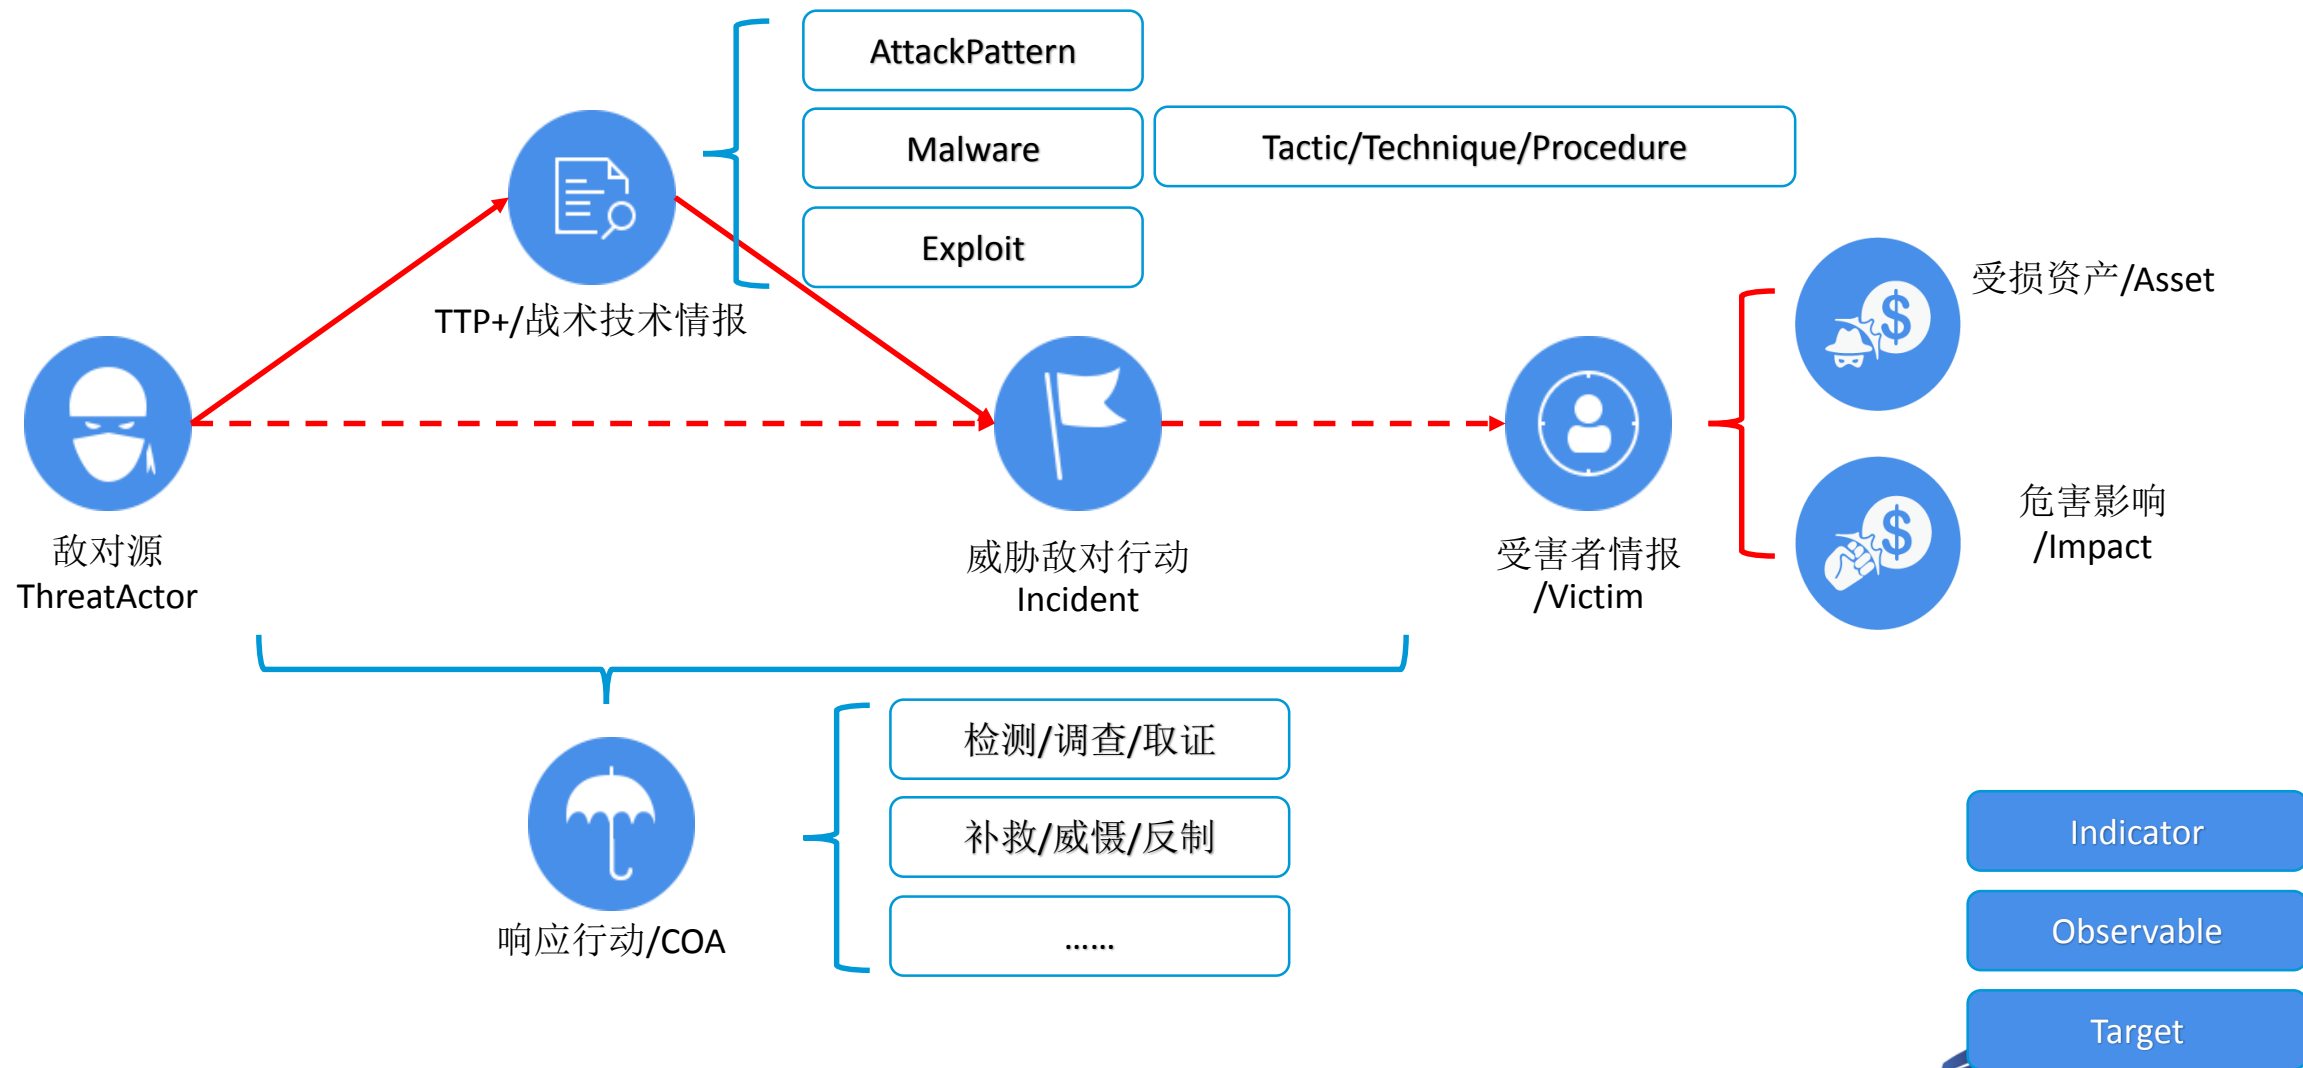 AttackPattern
Malware
Tactic/Technique/Procedure
Exploit
TTP+/战术技术情报
受损资产/Asset
敌对源
ThreatActor
威胁敌对行动
Incident
受害者情报
/Victim
危害影响
/Impact
检测/调查/取证
补救/威慑/反制
……
响应行动/COA
Indicator
Observable
Target